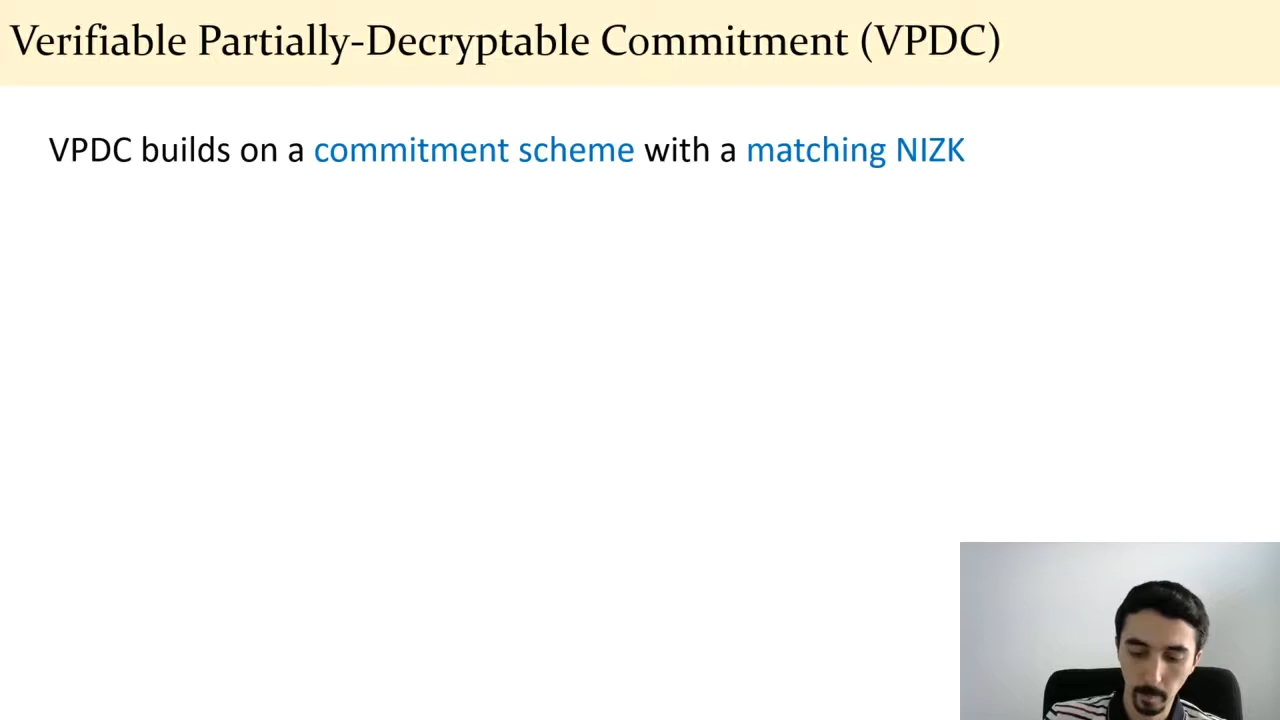 Verifiable Partially-Decryptable Commitment (VPDC)
VPDC builds on a commitment scheme with a matching NIZK